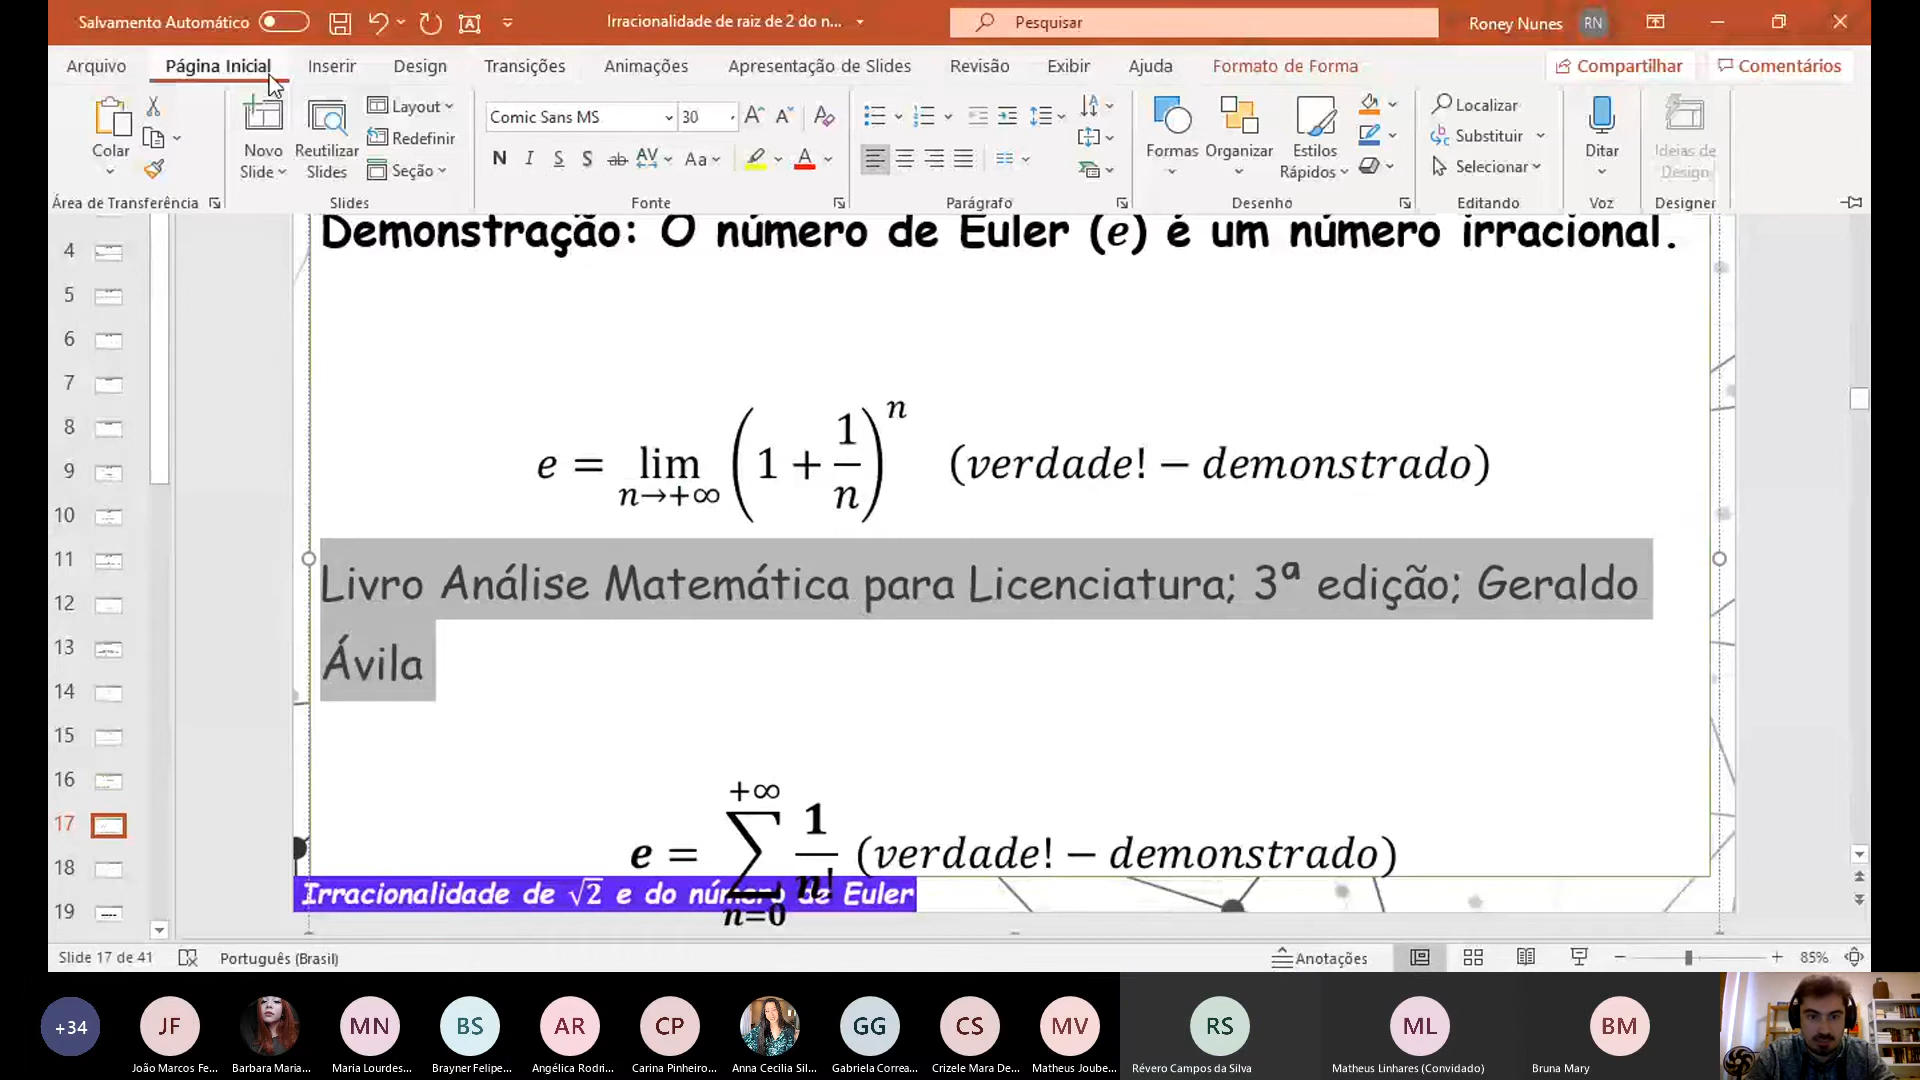 Salvamento Automático
Irracionalidade de raiz de 2 do n...
Pesquisar
Roney Nunes
RN
Arquivo
Página Inicial
Inserir
Design
Transições
Animações
Apresentação de Slides
Revisão
Exibir
Ajuda
Formato de Forma
Compartilhar
Comentários
Colar
Novo Slide
Reutilizar Slides
Layout
Redefinir
Seção
Comic Sans MS
30
N I S S ab AV Aa A
Formas
Organizar
Estilos Rápidos
Localizar
Substituir
Selecionar
Ditar
Ideias de Design
Área de Transferência
Slides
Fonte
Parágrafo
Desenho
Editando
Voz
Designer
4
5
6
7
8
9
10
11
12
13
14
15
16
17
18
19
Demonstração: O número de Euler (e) é um número irracional.
e = lim n→+∞ (1 + 1/n)^n (verdade! − demonstrado)
Livro Análise Matemática para Licenciatura; 3ª edição; Geraldo
Ávila
e = ∑ n=0 +∞ 1/n! (verdade! − demonstrado)
Irracionalidade de √2 e do número de Euler
Slide 17 de 41
Português (Brasil)
Anotações
85%
+34
JF
MN
BS
AR
CP
GG
CS
MV
RS
ML
BM
João Marcos Fe...
Barbara Maria...
Maria Lourdes...
Brayner Felipe...
Angélica Rodri...
Carina Pinheiro...
Anna Cecilia Sil...
Gabriela Correa...
Crizele Mara De...
Matheus Joube...
Révero Campos da Silva
Matheus Linhares (Convidado)
Bruna Mary